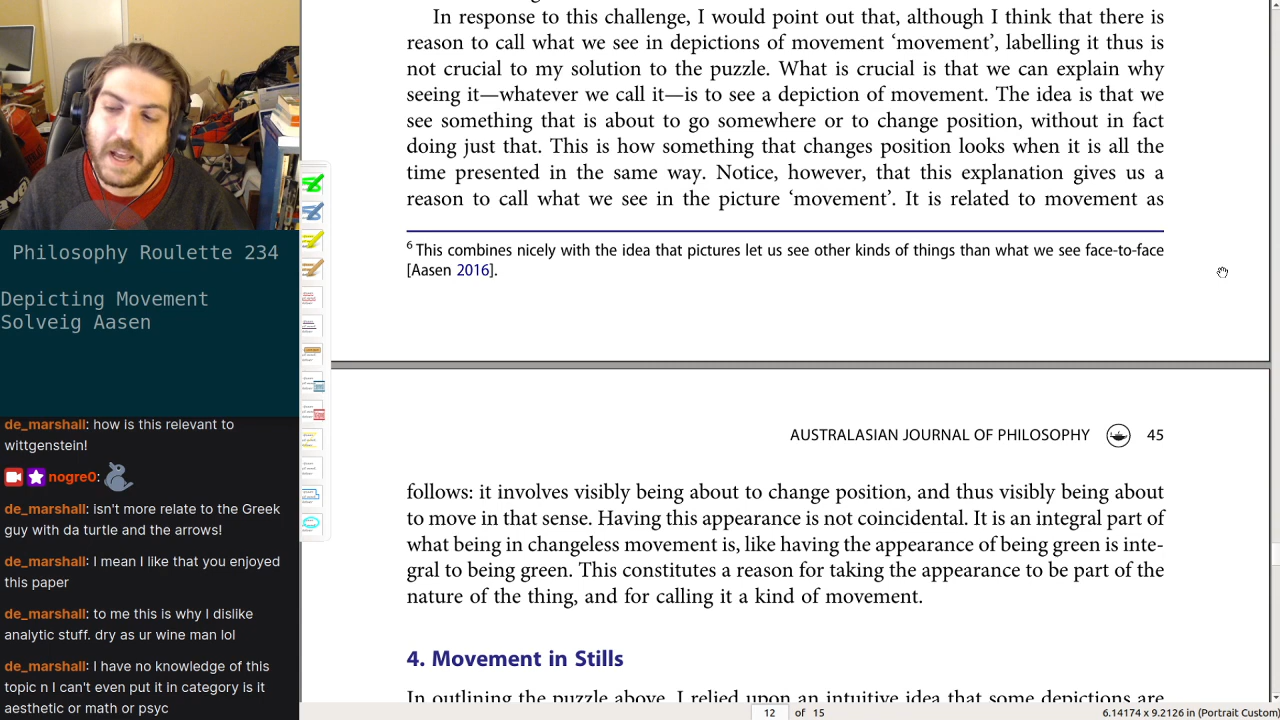 In response to this challenge, I would point out that, although I think that there is
reason to call what we see in depictions of movement ‘movement’, labelling it thus is
not crucial to my solution to the puzzle. What is crucial is that we can explain why
seeing it—whatever we call it—is to see a depiction of movement. The idea is that we
see something that is about to go somewhere or to change position, without in fact
doing just that. This is how something that changes position looks when it is all the
time presented in the same way. Notice, however, that this explanation gives us a
reason to call what we see in the picture ‘movement’. It is related to movement as
6 This combines nicely with the idea that pictures let us see other kinds of things than what we see face-to-face
[Aasen 2016].
AUSTRALASIAN JOURNAL OF PHILOSOPHY 45
follows: it involves visibly being about to change position, and thus visibly being about
to move in that sense. Having this appearance is not coincidental. It is an integral part of
what being in changeless movement is, like having the appearance of being green is inte-
gral to being green. This constitutes a reason for taking the appearance to be part of the
nature of the thing, and for calling it a kind of movement.
4. Movement in Stills
In outlining the puzzle above, I relied upon an intuitive idea that some depictions are
12 of 15
6.14174 x 9.2126 in (Portrait Custom)
Philosophy Roulette 234
Depicting Movement
Solveig Aasen
de_marshall: how is this relevant to
wittgenstein!
nogre0:
de_marshall: isn't more relate to the Greek
guy with da turtle and the arrows!
de_marshall: I mean I like that you enjoyed
this paper
de_marshall: to me this is why I dislike
analytic stuff. dry as ur wine man lol
de_marshall: I have no knowledge of this
topic n I can't even put it in category is it
aesthetic or math or psyc